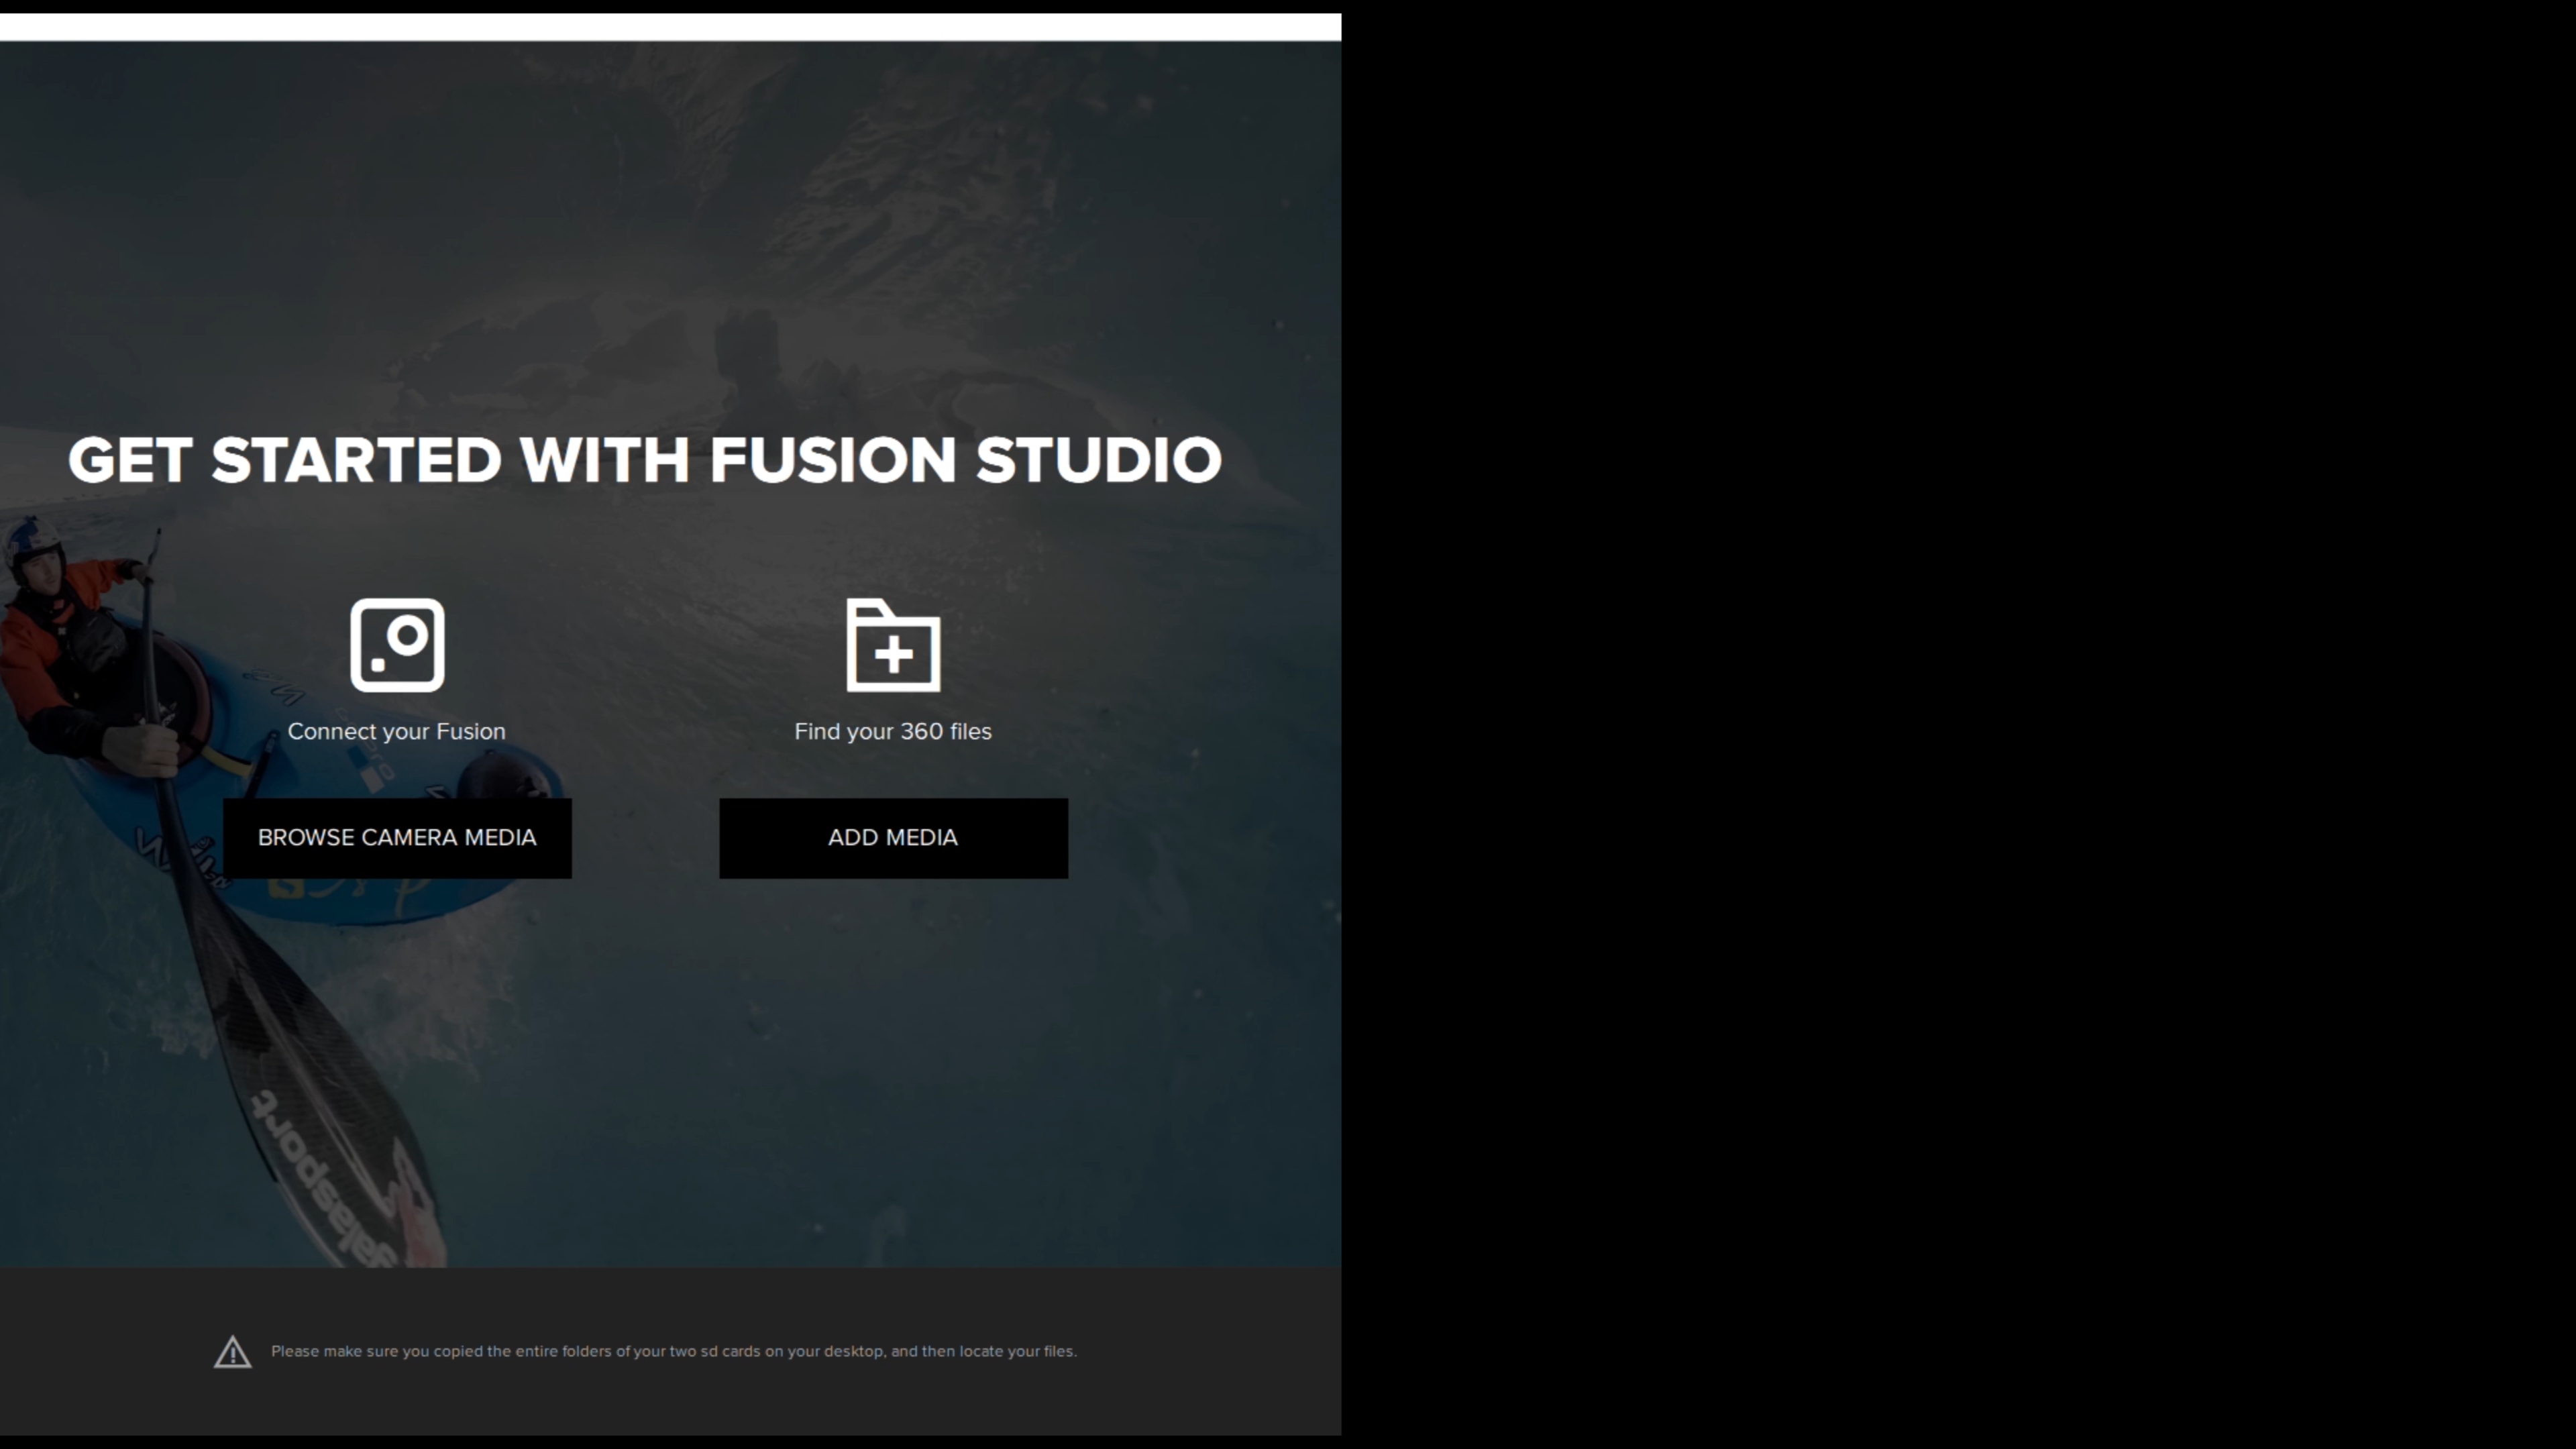 GET STARTED WITH FUSION STUDIO
Connect your Fusion
Find your 360 files
BROWSE CAMERA MEDIA
ADD MEDIA
galasport
Please make sure you copied the entire folders of your two sd cards on your desktop, and then locate your files.